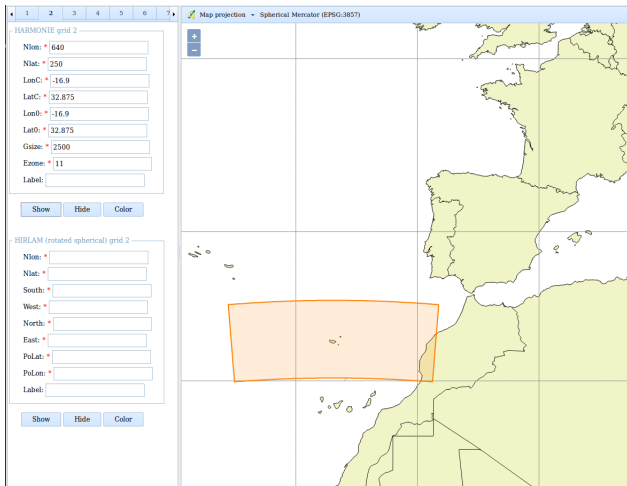 1 2 3 4 5 6 7
Map projection Spherical Mercator (EPSG:3857)
HARMONIE grid 2
Nlon: * 640
Nlat: * 250
LonC: * -16.9
LatC: * 32.875
Lon0: * -16.9
Lat0: * 32.875
Gsize: * 2500
Ezone: * 11
Label:
Show Hide Color
HIRLAM (rotated spherical) grid 2
Nlon: *
Nlat: *
South: *
West: *
North: *
East: *
PoLat: *
PoLon: *
Label:
Show Hide Color
+
−